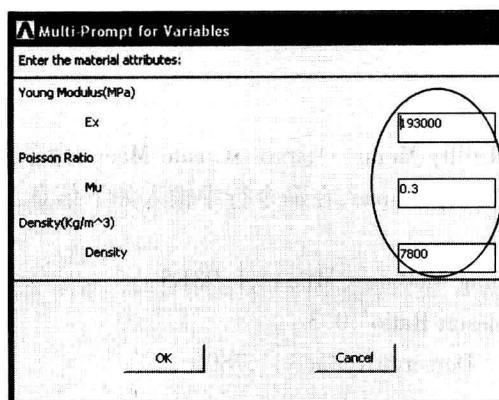 Multi-Prompt for Variables
Enter the material attributes:
Young Modulus(MPa)
Ex
193000
Poisson Ratio
Mu
0.3
Density(Kg/m^3)
Density
7800
OK
Cancel